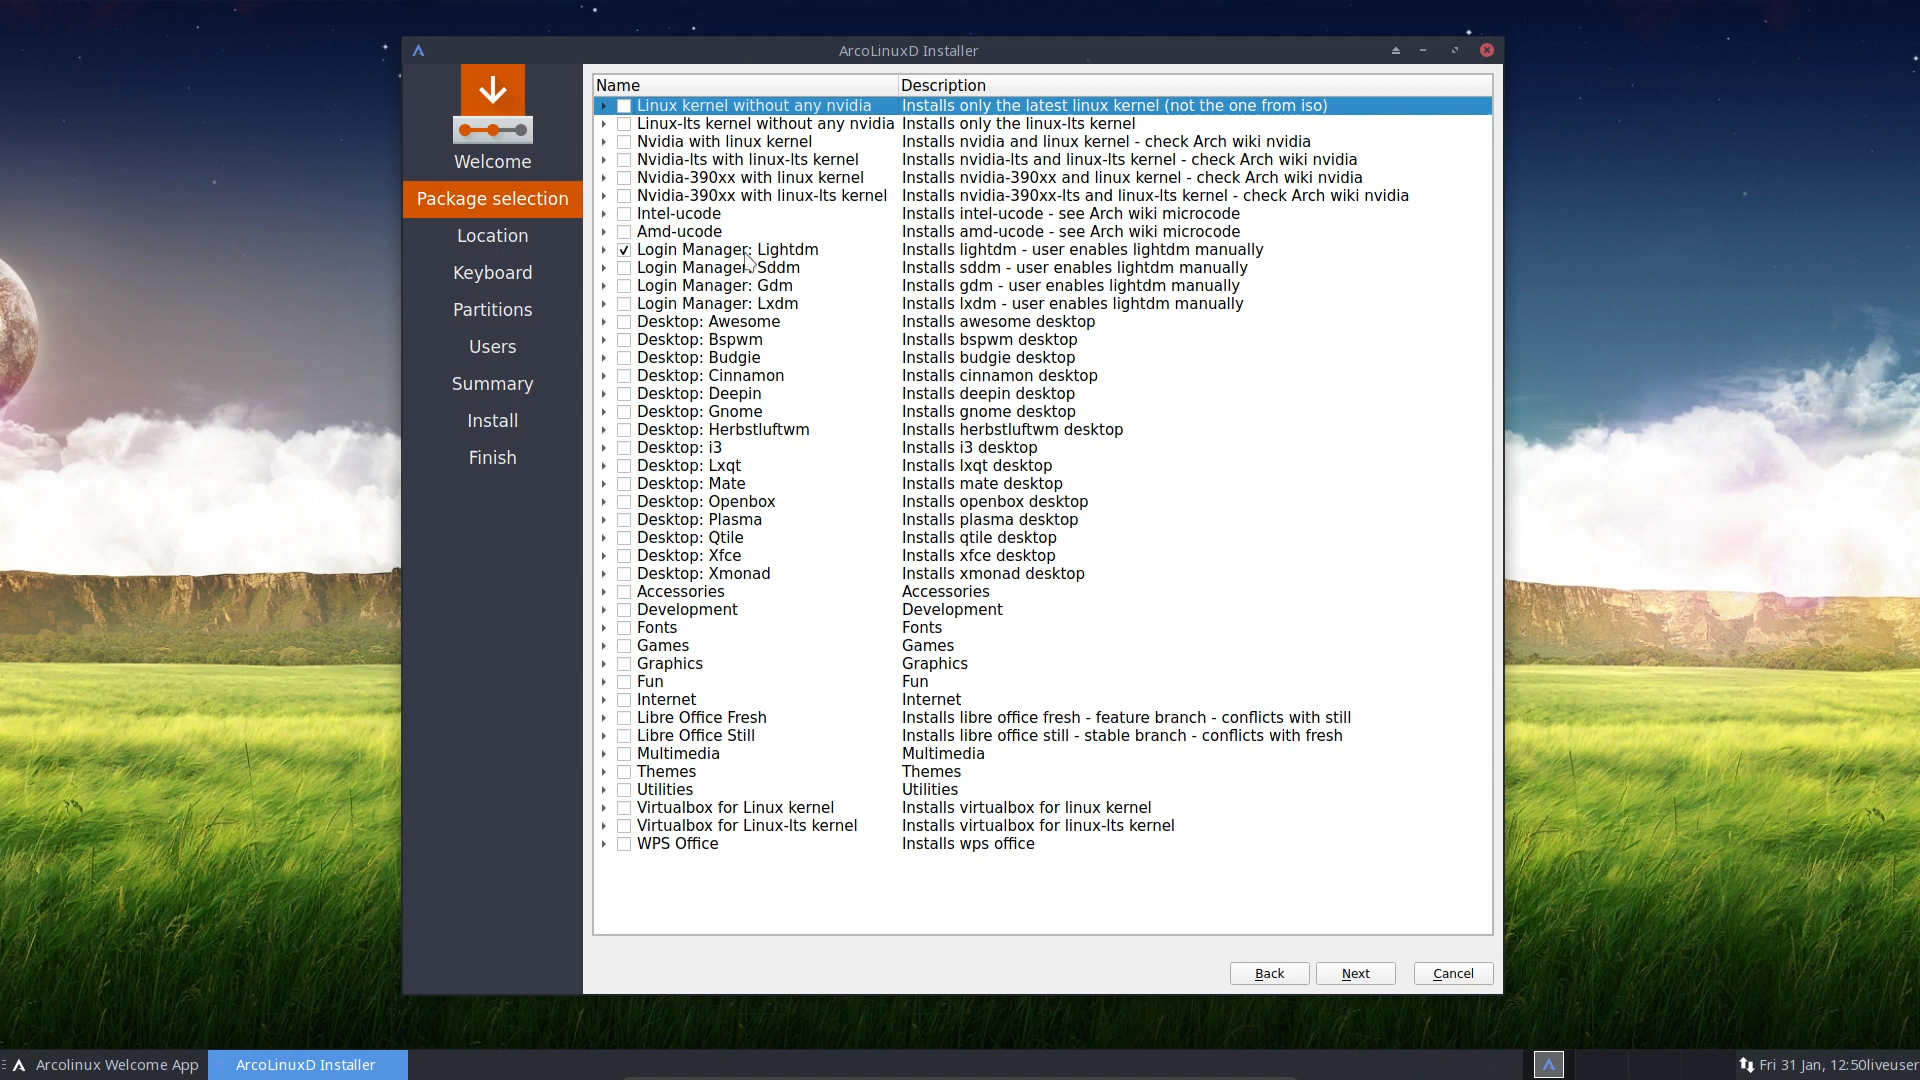 ArcoLinuxD Installer
Welcome
Package selection
Location
Keyboard
Partitions
Users
Summary
Install
Finish
Name Description
Linux kernel without any nvidia Installs only the latest linux kernel (not the one from iso)
Linux-lts kernel without any nvidia Installs only the linux-lts kernel
Nvidia with linux kernel Installs nvidia and linux kernel - check Arch wiki nvidia
Nvidia-lts with linux-lts kernel Installs nvidia-lts and linux-lts kernel - check Arch wiki nvidia
Nvidia-390xx with linux kernel Installs nvidia-390xx and linux kernel - check Arch wiki nvidia
Nvidia-390xx with linux-lts kernel Installs nvidia-390xx-lts and linux-lts kernel - check Arch wiki nvidia
Intel-ucode Installs intel-ucode - see Arch wiki microcode
Amd-ucode Installs amd-ucode - see Arch wiki microcode
Login Manager: Lightdm Installs lightdm - user enables lightdm manually
Login Manager: Sddm Installs sddm - user enables lightdm manually
Login Manager: Gdm Installs gdm - user enables lightdm manually
Login Manager: Lxdm Installs lxdm - user enables lightdm manually
Desktop: Awesome Installs awesome desktop
Desktop: Bspwm Installs bspwm desktop
Desktop: Budgie Installs budgie desktop
Desktop: Cinnamon Installs cinnamon desktop
Desktop: Deepin Installs deepin desktop
Desktop: Gnome Installs gnome desktop
Desktop: Herbstluftwm Installs herbstluftwm desktop
Desktop: i3 Installs i3 desktop
Desktop: Lxqt Installs lxqt desktop
Desktop: Mate Installs mate desktop
Desktop: Openbox Installs openbox desktop
Desktop: Plasma Installs plasma desktop
Desktop: Qtile Installs qtile desktop
Desktop: Xfce Installs xfce desktop
Desktop: Xmonad Installs xmonad desktop
Accessories Accessories
Development Development
Fonts Fonts
Games Games
Graphics Graphics
Fun Fun
Internet Internet
Libre Office Fresh Installs libre office fresh - feature branch - conflicts with still
Libre Office Still Installs libre office still - stable branch - conflicts with fresh
Multimedia Multimedia
Themes Themes
Utilities Utilities
Virtualbox for Linux kernel Installs virtualbox for linux kernel
Virtualbox for Linux-lts kernel Installs virtualbox for linux-lts kernel
WPS Office Installs wps office
Back Next Cancel
Arcolinux Welcome App ArcoLinuxD Installer Fri 31 Jan, 12:50 liveuser